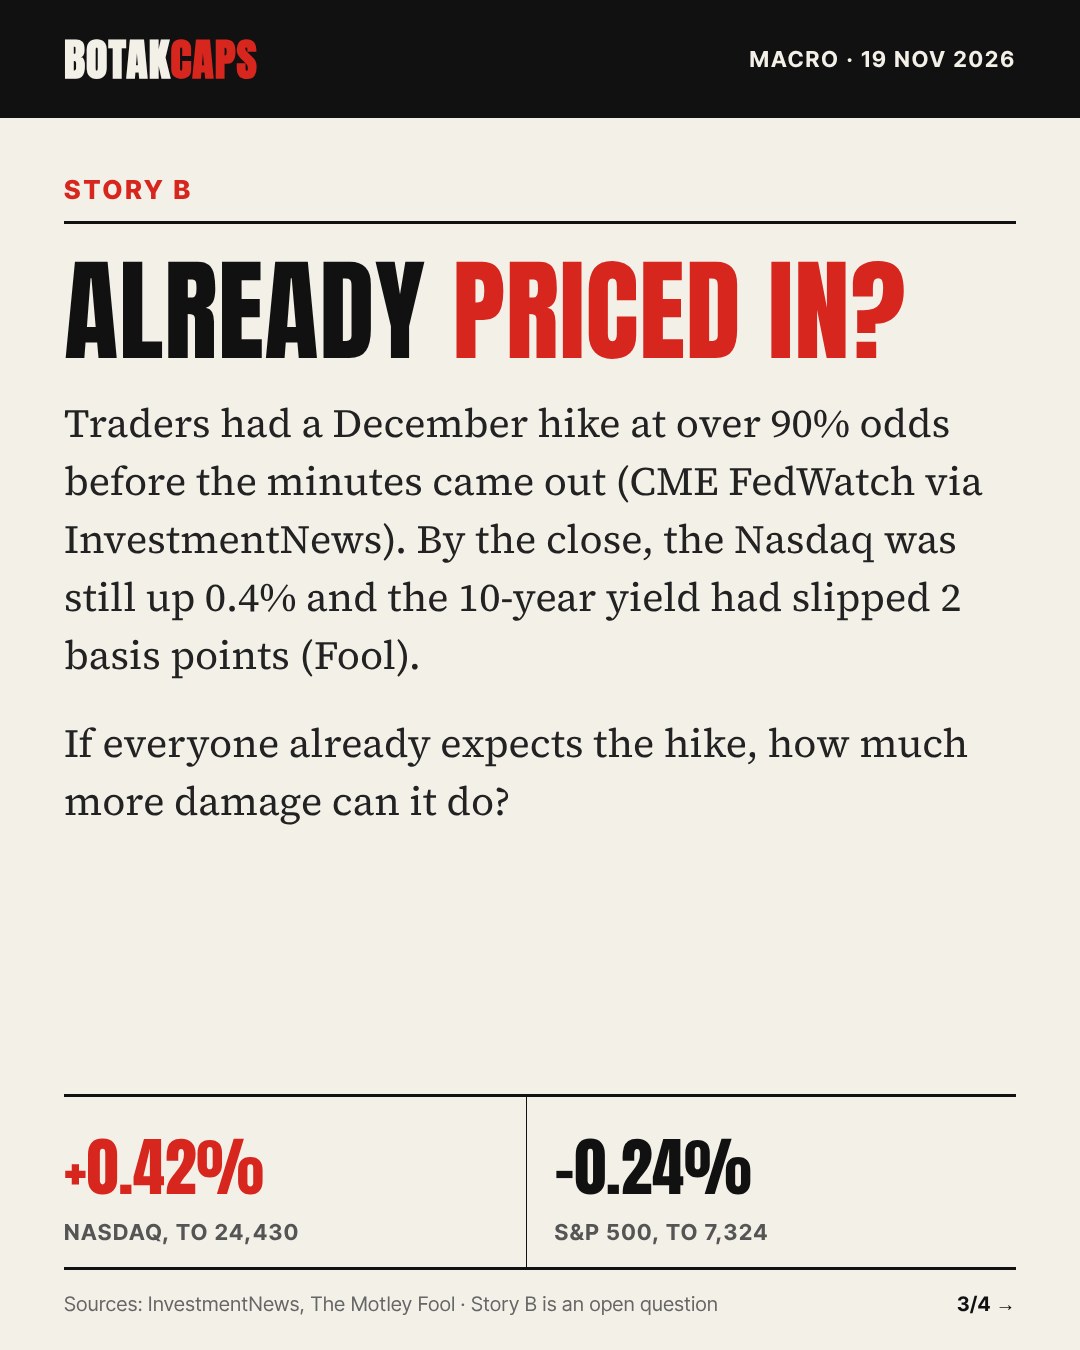 BOTAKCAPS
MACRO · 19 NOV 2026
STORY B
ALREADY PRICED IN?
Traders had a December hike at over 90% odds
before the minutes came out (CME FedWatch via
InvestmentNews). By the close, the Nasdaq was
still up 0.4% and the 10-year yield had slipped 2
basis points (Fool).
If everyone already expects the hike, how much
more damage can it do?
+0.42%
NASDAQ, TO 24,430
-0.24%
S&P 500, TO 7,324
Sources: InvestmentNews, The Motley Fool · Story B is an open question
3/4 →